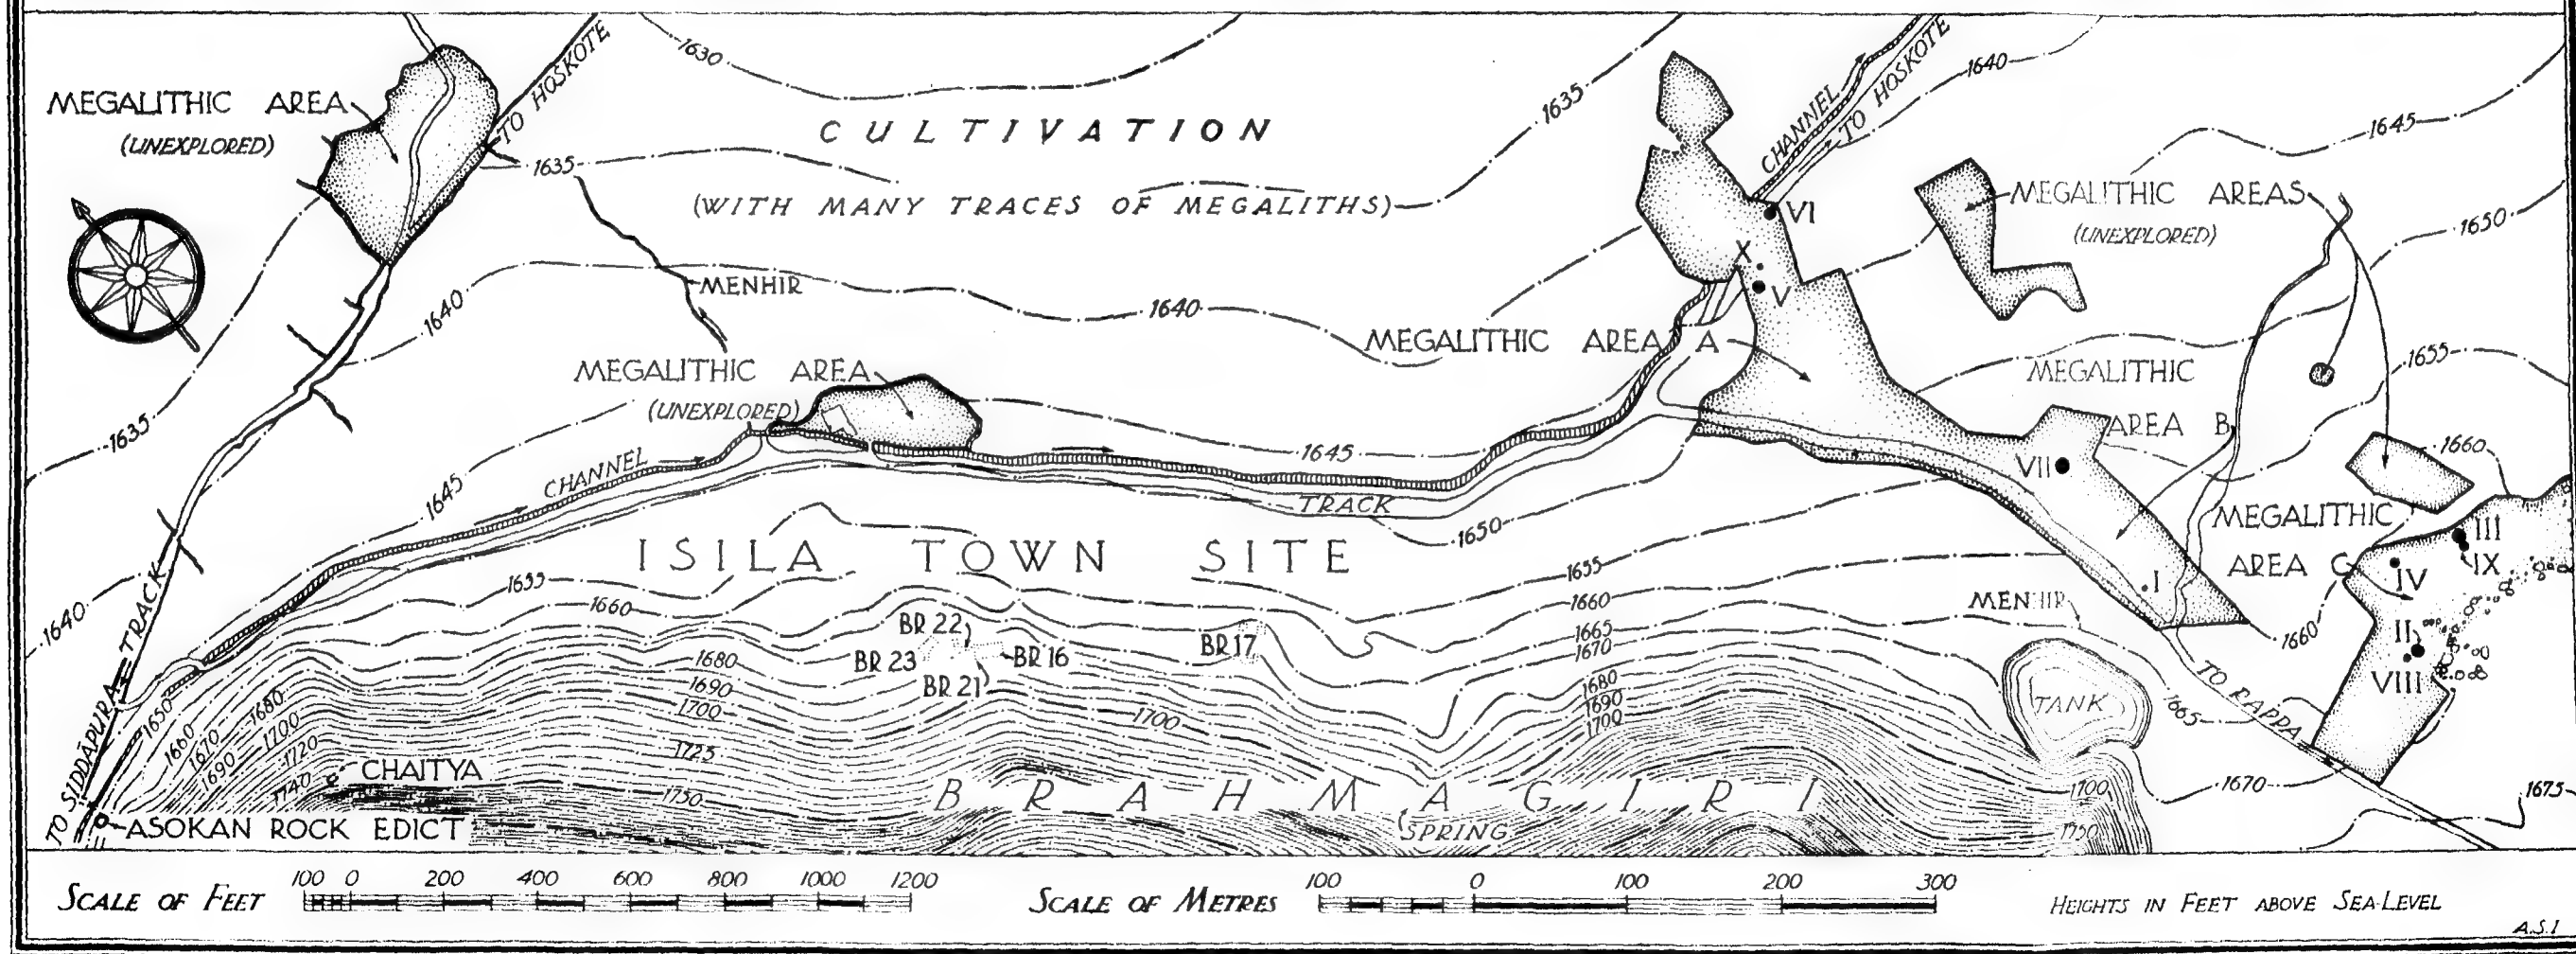 MEGALITHIC AREA
(UNEXPLORED)
TO HOSKOTE
1630
1635
CULTIVATION
(WITH MANY TRACES OF MEGALITHS)
1635
CHANNEL
TO HOSKOTE
1640
1645
MEGALITHIC AREAS
(UNEXPLORED)
1650
VI
X
V
MENHIR
1640
1640
MEGALITHIC AREA A
MEGALITHIC AREA
(UNEXPLORED)
MEGALITHIC
AREA B
1655
1635
1645
CHANNEL
1645
TRACK
1650
VII
1660
MEGALITHIC
AREA C
III
IX
IV
I
II
VIII
ISILA TOWN SITE
1655
1660
1655
1660
1665
1670
1680
1690
1700
MENHIR
1660
1640
TRACK
BR 22
BR 23
BR 16
BR 21
BR 17
1680
1690
1700
1725
1750
1700
TANK
1665
TO RAPPA
1650
1660
1670
1690
1680
1700
1720
1740
CHAITYA
BRAHMAGIRI
SPRING
1700
1750
1670
1675
TO SIDDĀPURA
ASOKAN ROCK EDICT
SCALE OF FEET
100 0 200 400 600 800 1000 1200
SCALE OF METRES
100 0 100 200 300
HEIGHTS IN FEET ABOVE SEA-LEVEL
A.S.I